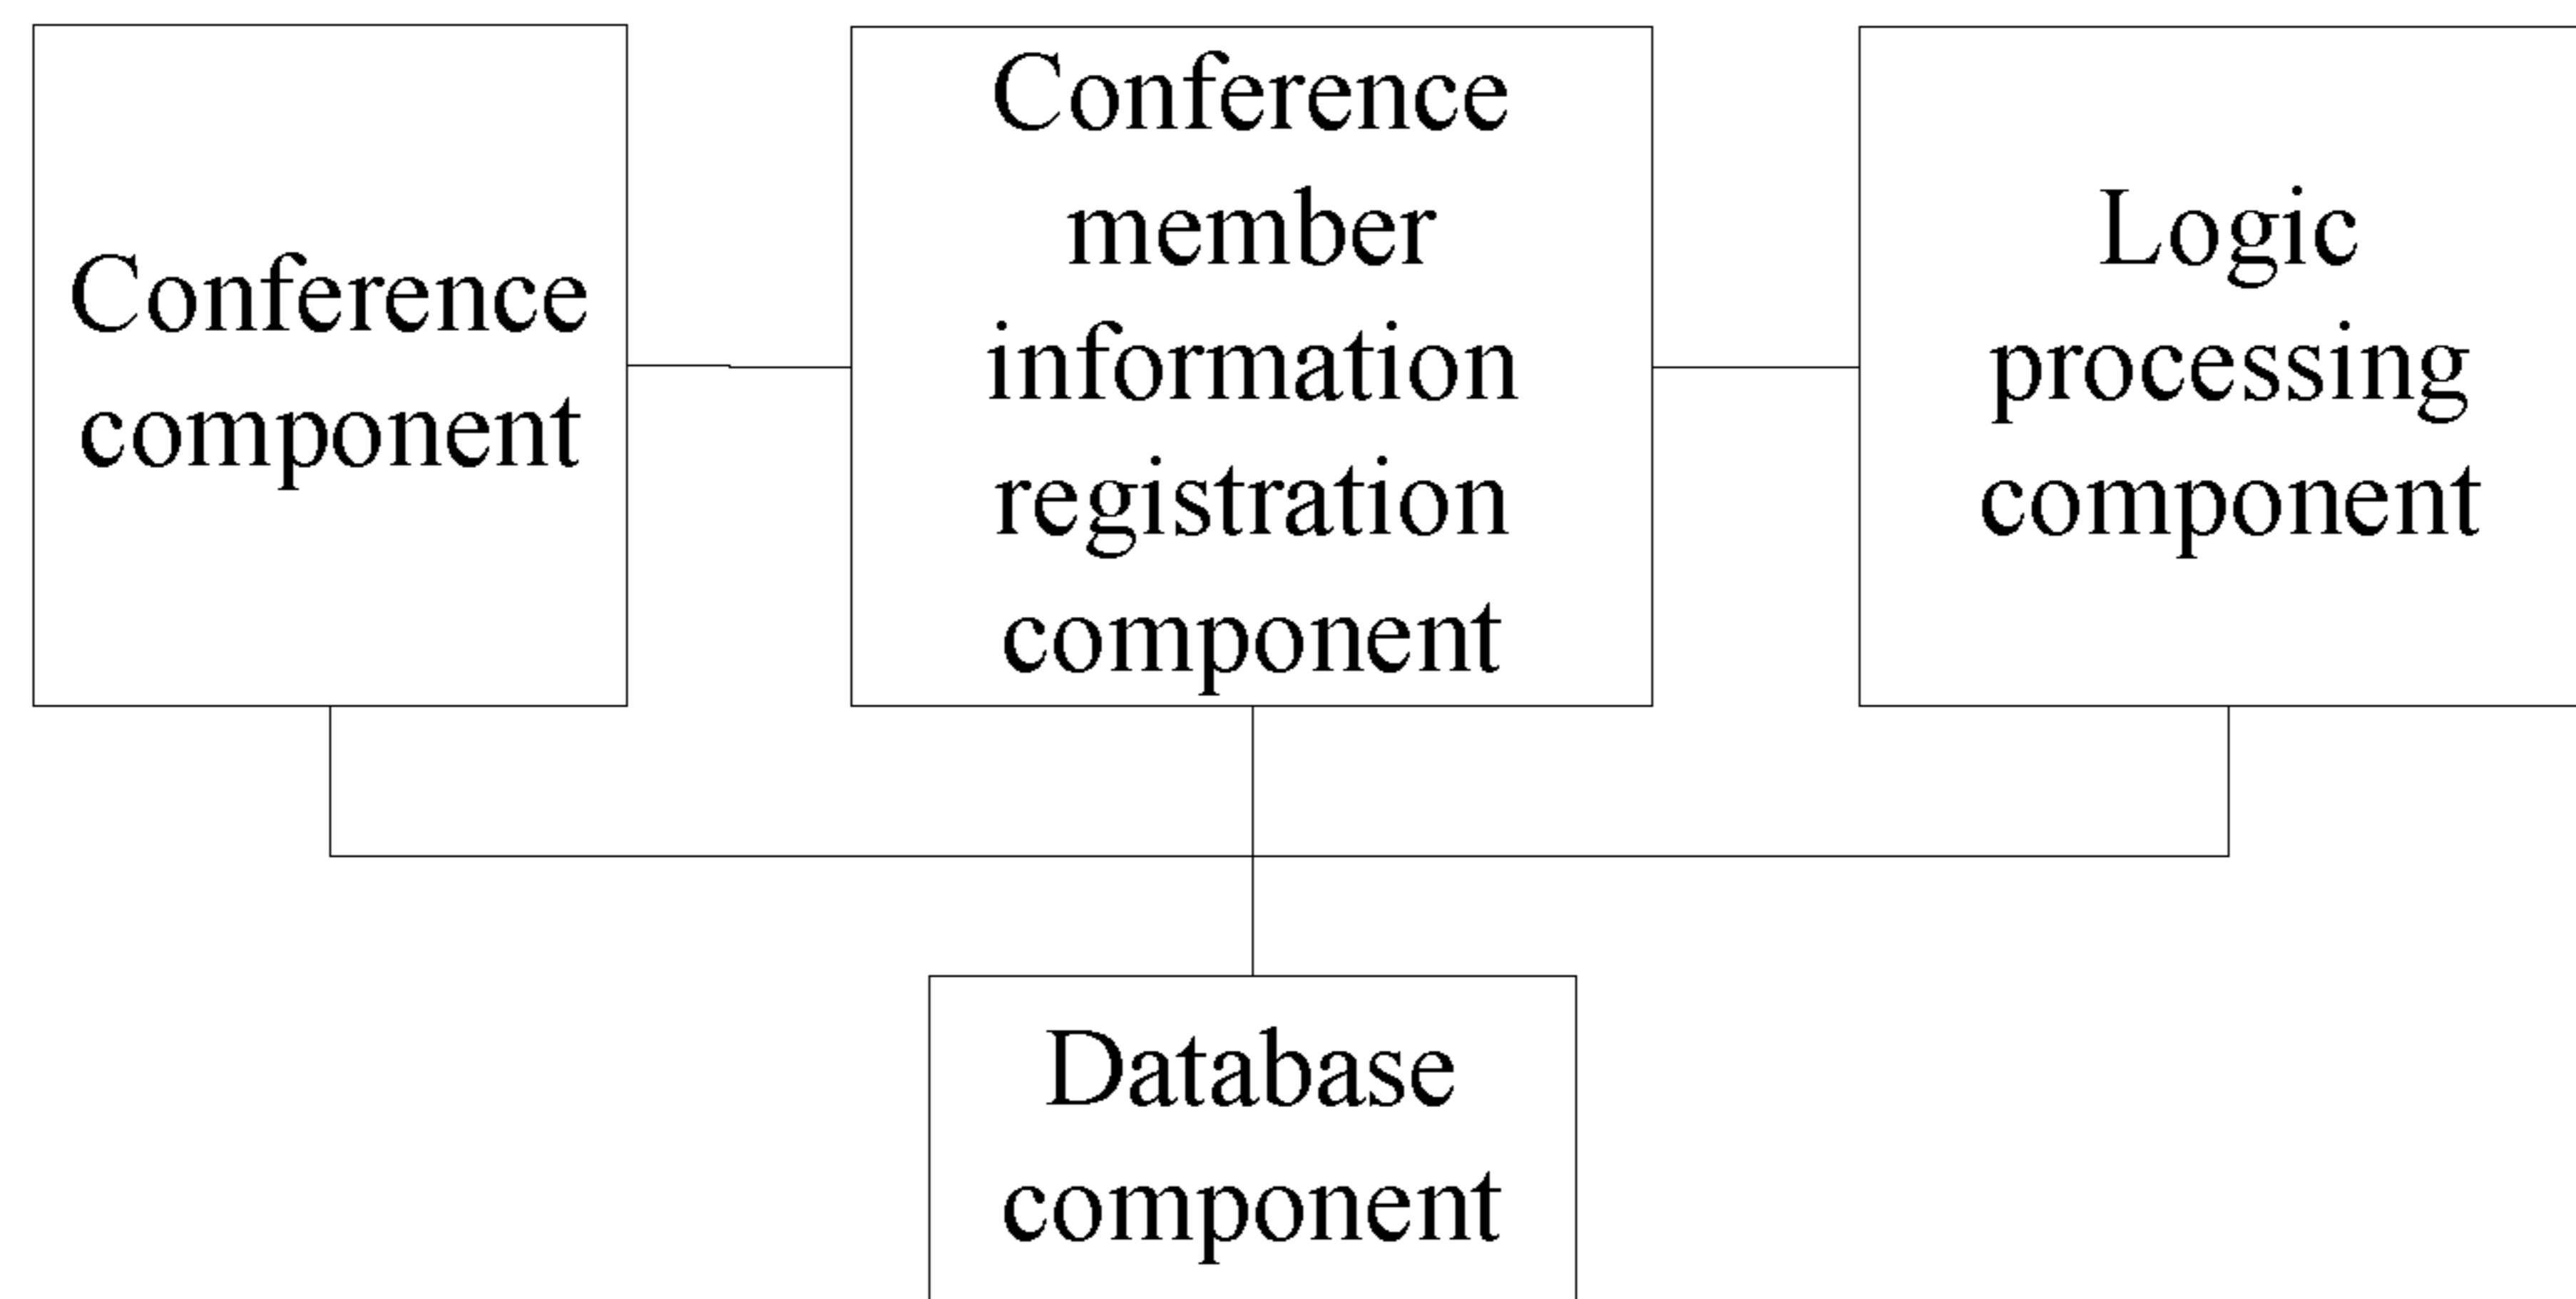 Conference
component
Conference
member
information
registration
component
Logic
processing
component
Database
component